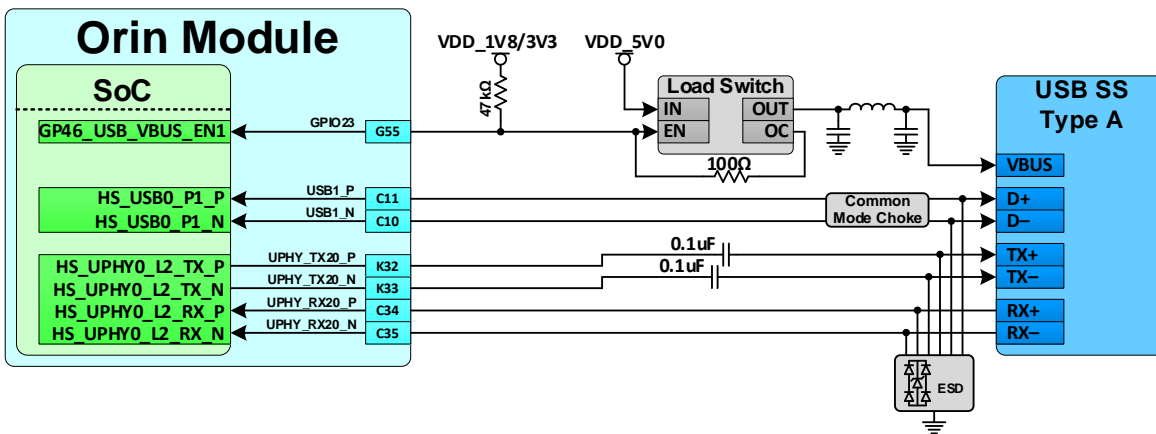 Orin Module
SoC
GP46_USB_VBUS_EN1
GPIO23
G55
VDD_1V8/3V3
47kΩ
VDD_5V0
Load Switch
IN
OUT
EN
OC
100Ω
USB SS
Type A
VBUS
HS_USB0_P1_P
USB1_P
C11
Common
Mode Choke
D+
HS_USB0_P1_N
USB1_N
C10
D−
HS_UPHY0_L2_TX_P
UPHY_TX20_P
K32
0.1uF
TX+
HS_UPHY0_L2_TX_N
UPHY_TX20_N
K33
0.1uF
TX−
HS_UPHY0_L2_RX_P
UPHY_RX20_P
C34
RX+
HS_UPHY0_L2_RX_N
UPHY_RX20_N
C35
RX−
ESD